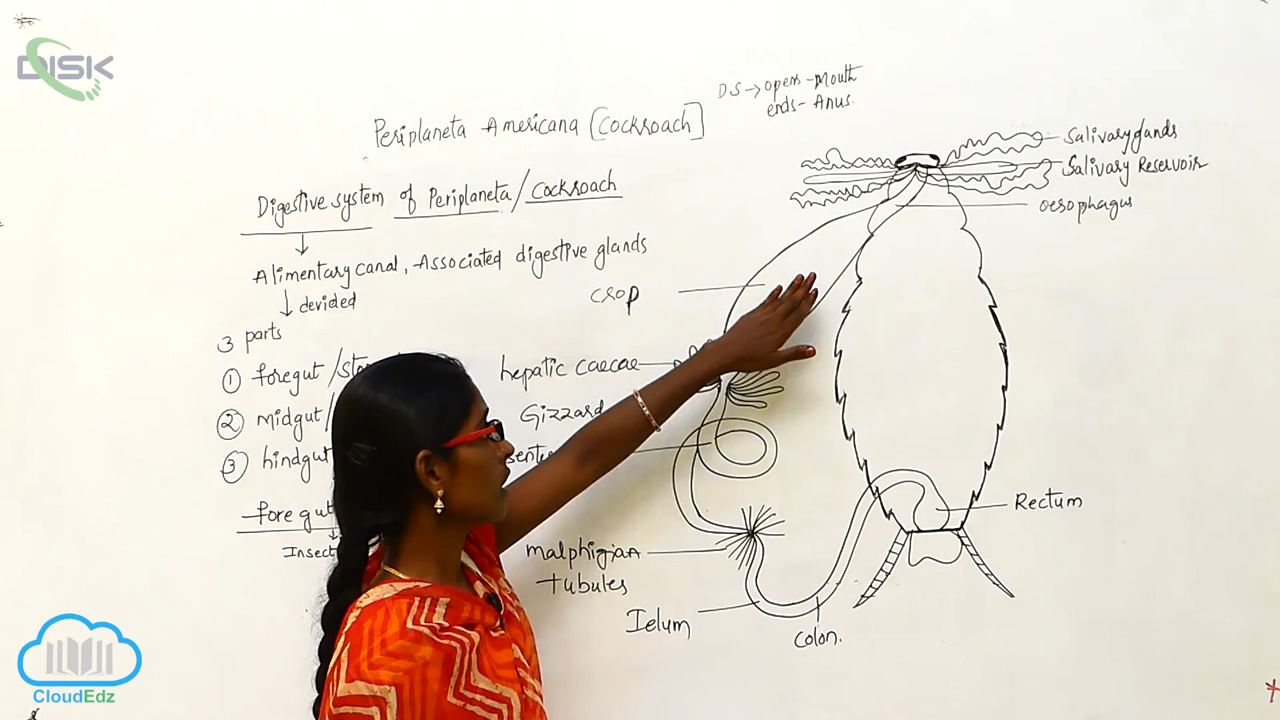 DISK
DS → opens - Mouth
ends - Anus.
Periplaneta Americana [Cockroach]
Digestive system of Periplaneta / Cockroach
Alimentary canal, Associated digestive glands
↓ devided
3 parts
① foregut /
② midgut /
③ hindgut
Fore gut
Salivary glands
Salivary Reservoir
oesophagus
crop
hepatic caecae
Gizzard
malphigian
tubules
Ielum
colon.
Rectum
CloudEdz